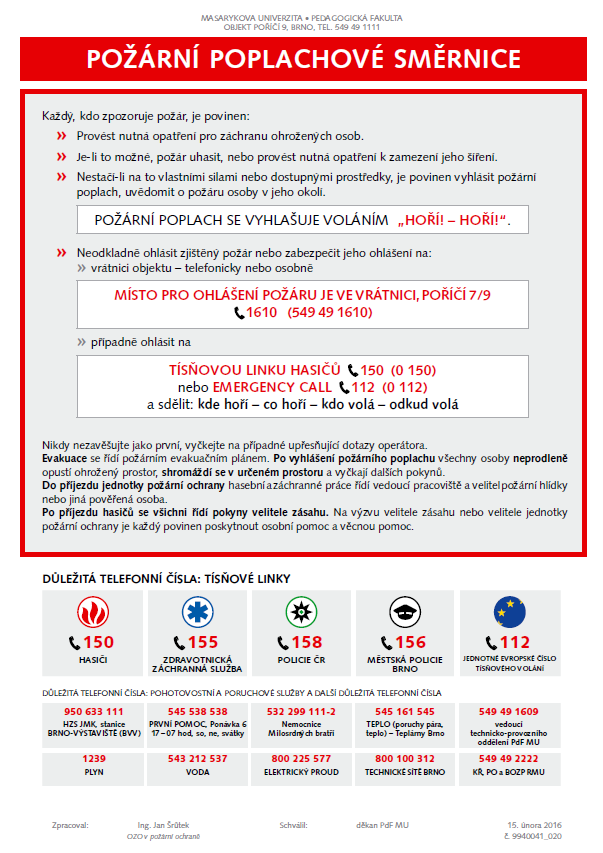 MASARYKOVA UNIVERZITA • PEDAGOGICKÁ FAKULTA
OBJEKT POŘÍČÍ 9, BRNO, TEL. 549 49 1111
POŽÁRNÍ POPLACHOVÉ SMĚRNICE
Každý, kdo zpozoruje požár, je povinen:
» Provést nutná opatření pro záchranu ohrožených osob.
» Je-li to možné, požár uhasit, nebo provést nutná opatření k zamezení jeho šíření.
» Nestačí-li na to vlastními silami nebo dostupnými prostředky, je povinen vyhlásit požární
poplach, uvědomit o požáru osoby v jeho okolí.
POŽÁRNÍ POPLACH SE VYHLAŠUJE VOLÁNÍM „HOŘÍ! – HOŘÍ!“.
» Neodkladně ohlásit zjištěný požár nebo zabezpečit jeho ohlášení na:
» vrátnici objektu – telefonicky nebo osobně
MÍSTO PRO OHLÁŠENÍ POŽÁRU JE VE VRÁTNICI, POŘÍČÍ 7/9
1610 (549 49 1610)
» případně ohlásit na
TÍSŇOVOU LINKU HASIČŮ 150 (0 150)
nebo EMERGENCY CALL 112 (0 112)
a sdělit: kde hoří – co hoří – kdo volá – odkud volá
Nikdy nezavěšujte jako první, vyčkejte na případné upřesňující dotazy operátora.
Evakuace se řídí požárním evakuačním plánem. Po vyhlášení požárního poplachu všechny osoby neprodleně
opustí ohrožený prostor, shromáždí se v určeném prostoru a vyčkají dalších pokynů.
Do příjezdu jednotky požární ochrany hasební a záchranné práce řídí vedoucí pracoviště a velitel požární hlídky
nebo jiná pověřená osoba.
Po příjezdu hasičů se všichni řídí pokyny velitele zásahu. Na výzvu velitele zásahu nebo velitele jednotky
požární ochrany je každý povinen poskytnout osobní pomoc a věcnou pomoc.
DŮLEŽITÁ TELEFONNÍ ČÍSLA: TÍSŇOVÉ LINKY
150
HASIČI
155
ZDRAVOTNICKÁ
ZÁCHRANNÁ SLUŽBA
158
POLICIE ČR
156
MĚSTSKÁ POLICIE
BRNO
112
JEDNOTNÉ EVROPSKÉ ČÍSLO
TÍSŇOVÉHO VOLÁNÍ
DŮLEŽITÁ TELEFONNÍ ČÍSLA: POHOTOVOSTNÍ A PORUCHOVÉ SLUŽBY A DALŠÍ DŮLEŽITÁ TELEFONNÍ ČÍSLA
950 633 111
HZS JMK, stanice
BRNO-VÝSTAVIŠTĚ (BVV)
545 538 538
PRVNÍ POMOC, Ponávka 6
17 – 07 hod, so, ne, svátky
532 299 111-2
Nemocnice
Milosrdných bratří
545 161 545
TEPLO (poruchy pára,
teplo) – Teplárny Brno
549 49 1609
vedoucí
technicko-provozního
oddělení PdF MU
1239
PLYN
543 212 537
VODA
800 225 577
ELEKTRICKÝ PROUD
800 100 312
TECHNICKÉ SÍTĚ BRNO
549 49 2222
KŘ, PO a BOZP RMU
Zpracoval: Ing. Jan Šrůtek Schválil: děkan PdF MU 15. února 2016
OZO v požární ochraně č. 9940041_020